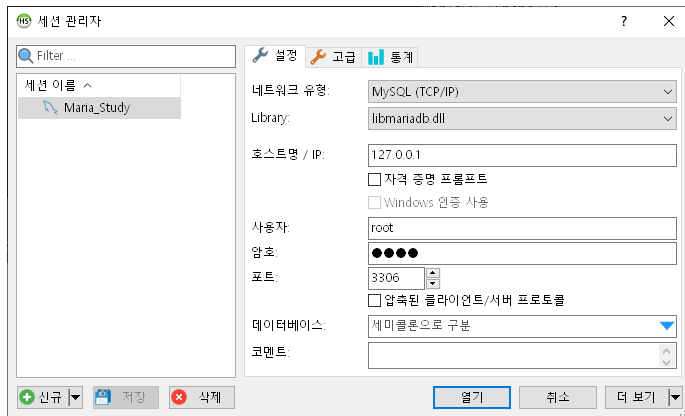 HS 세션 관리자 ? ×
Filter ...
세션 이름
Maria_Study
설정 고급 통계
네트워크 유형: MySQL (TCP/IP)
Library: libmariadb.dll
호스트명 / IP: 127.0.0.1
자격 증명 프롬프트
Windows 인증 사용
사용자: root
암호: ●●●●
포트: 3306
압축된 클라이언트/서버 프로토콜
데이터베이스: 세미콜론으로 구분
코멘트:
신규 저장 삭제 열기 취소 더 보기